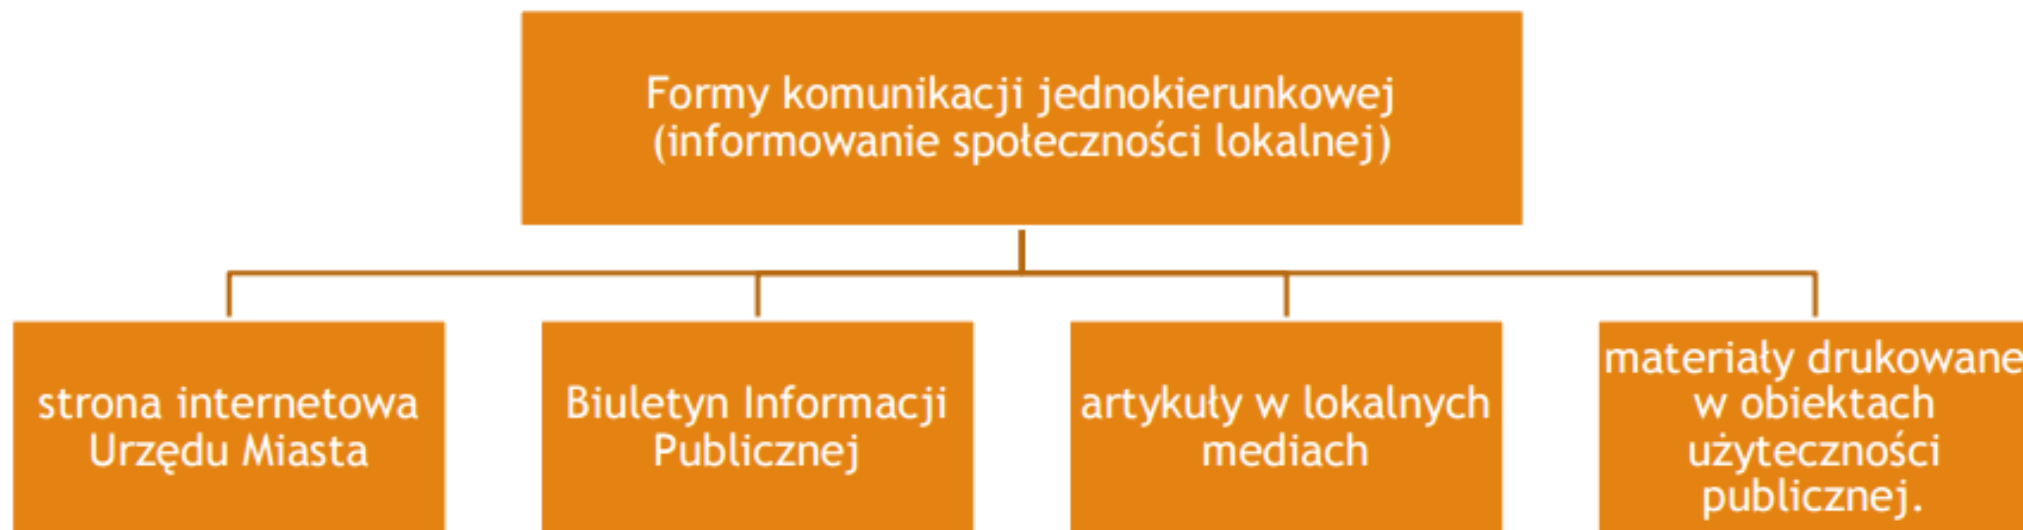 Formy komunikacji jednokierunkowej
(informowanie społeczności lokalnej)
strona internetowa
Urzędu Miasta
Biuletyn Informacji
Publicznej
artykuły w lokalnych
mediach
materiały drukowane
w obiektach
użyteczności
publicznej.